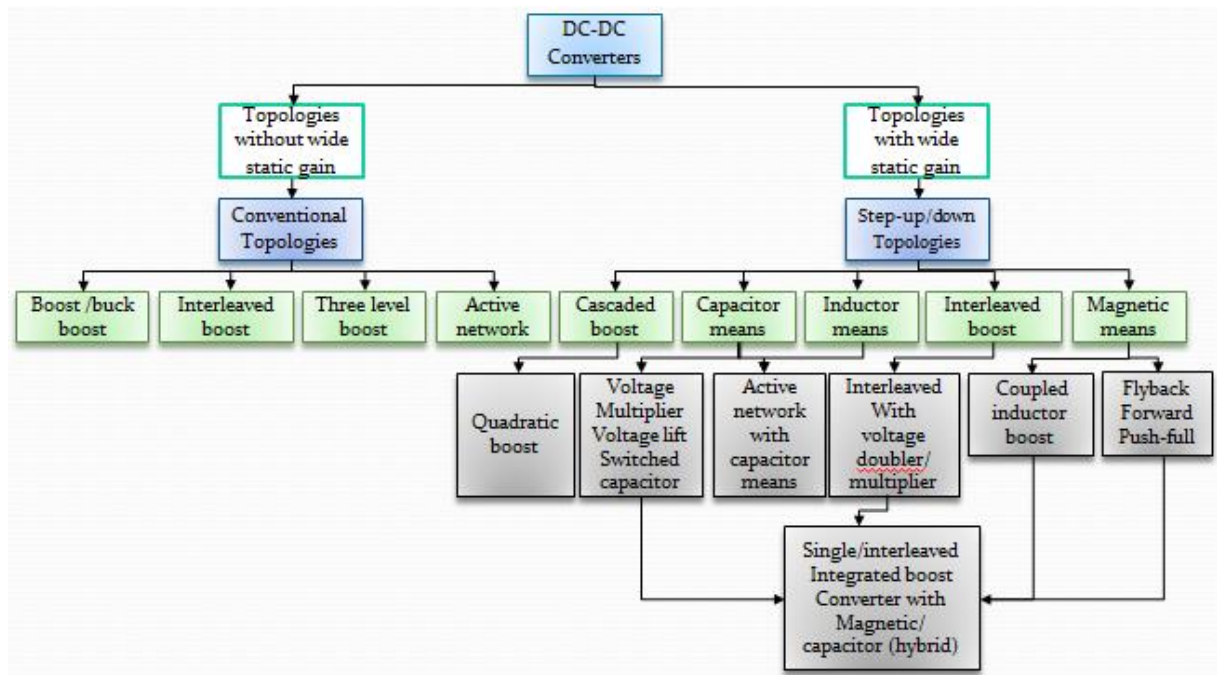 DC-DC
Converters
Topologies
without wide
static gain
Topologies
with wide
static gain
Conventional
Topologies
Step-up/down
Topologies
Boost /buck
boost
Interleaved
boost
Three level
boost
Active
network
Cascaded
boost
Capacitor
means
Inductor
means
Interleaved
boost
Magnetic
means
Quadratic
boost
Voltage
Multiplier
Voltage lift
Switched
capacitor
Active
network
with
capacitor
means
Interleaved
With
voltage
doubler/
multiplier
Coupled
inductor
boost
Flyback
Forward
Push-full
Single/interleaved
Integrated boost
Converter with
Magnetic/
capacitor (hybrid)